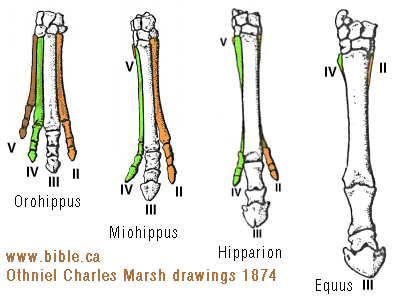 V IV III II
Orohippus
V
IV III II
Miohippus
IV II
III
Hipparion
IV II
Equus III
www.bible.ca
Othniel Charles Marsh drawings 1874